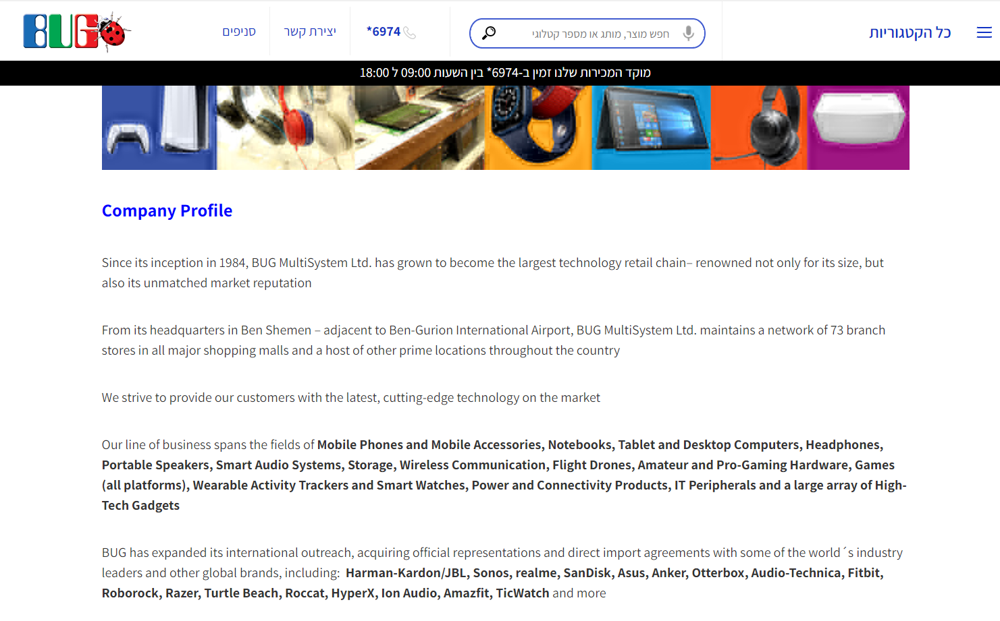 BUG
סניפים
יצירת קשר
*6974
חפש מוצר, מותג או מספר קטלוגי
כל הקטגוריות
מוקד המכירות שלנו זמין ב-6974* בין השעות 09:00 ל 18:00
Company Profile
Since its inception in 1984, BUG MultiSystem Ltd. has grown to become the largest technology retail chain– renowned not only for its size, but
also its unmatched market reputation
From its headquarters in Ben Shemen – adjacent to Ben-Gurion International Airport, BUG MultiSystem Ltd. maintains a network of 73 branch
stores in all major shopping malls and a host of other prime locations throughout the country
We strive to provide our customers with the latest, cutting-edge technology on the market
Our line of business spans the fields of Mobile Phones and Mobile Accessories, Notebooks, Tablet and Desktop Computers, Headphones,
Portable Speakers, Smart Audio Systems, Storage, Wireless Communication, Flight Drones, Amateur and Pro-Gaming Hardware, Games
(all platforms), Wearable Activity Trackers and Smart Watches, Power and Connectivity Products, IT Peripherals and a large array of High-
Tech Gadgets
BUG has expanded its international outreach, acquiring official representations and direct import agreements with some of the world´s industry
leaders and other global brands, including: Harman-Kardon/JBL, Sonos, realme, SanDisk, Asus, Anker, Otterbox, Audio-Technica, Fitbit,
Roborock, Razer, Turtle Beach, Roccat, HyperX, Ion Audio, Amazfit, TicWatch and more